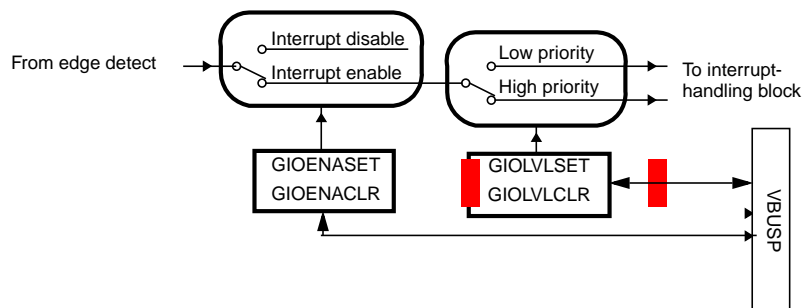 Interrupt disable
From edge detect
Interrupt enable
Low priority
High priority
To interrupt-
handling block
GIOENASET
GIOENACLR
GIOLVLSET
GIOLVLCLR
VBUSP